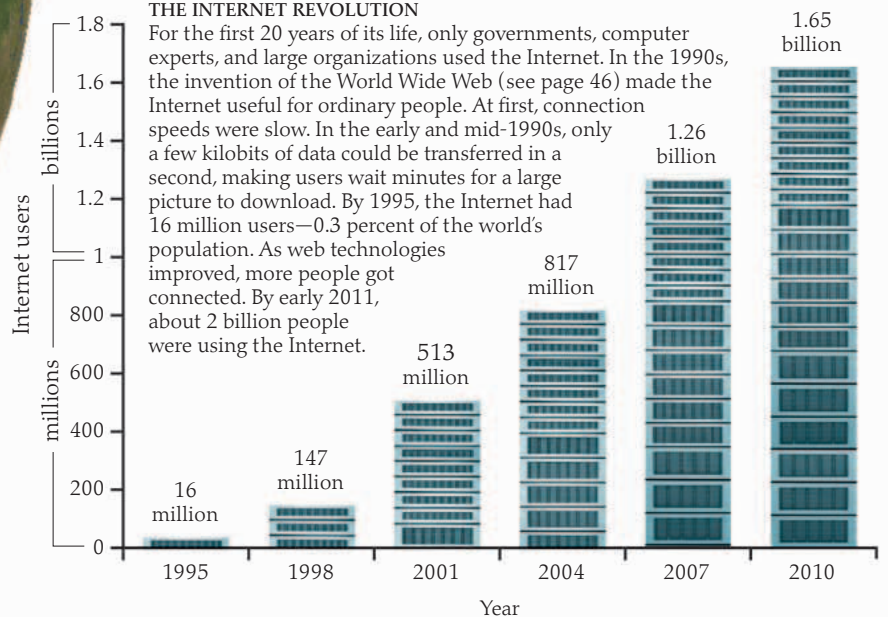 THE INTERNET REVOLUTION
For the first 20 years of its life, only governments, computer
experts, and large organizations used the Internet. In the 1990s,
the invention of the World Wide Web (see page 46) made the
Internet useful for ordinary people. At first, connection
speeds were slow. In the early and mid-1990s, only
a few kilobits of data could be transferred in a
second, making users wait minutes for a large
picture to download. By 1995, the Internet had
16 million users—0.3 percent of the world's
population. As web technologies
improved, more people got
connected. By early 2011,
about 2 billion people
were using the Internet.
Internet users
billions
millions
1.8
1.6
1.4
1.2
1
800
600
400
200
0
16
million
147
million
513
million
817
million
1.26
billion
1.65
billion
1995
1998
2001
2004
2007
2010
Year